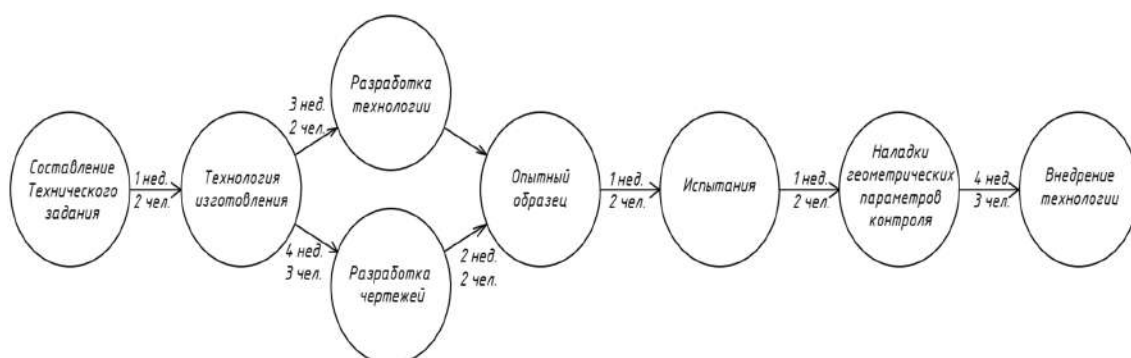 Составление
Технического
задания
1 нед.
2 чел.
Технология
изготовления
3 нед.
2 чел.
Разработка
технологии
4 нед.
3 чел.
Разработка
чертежей
2 нед.
2 чел.
Опытный
образец
1 нед.
2 чел.
Испытания
1 нед.
2 чел.
Наладки
геометрических
параметров
контроля
4 нед.
3 чел.
Внедрение
технологии